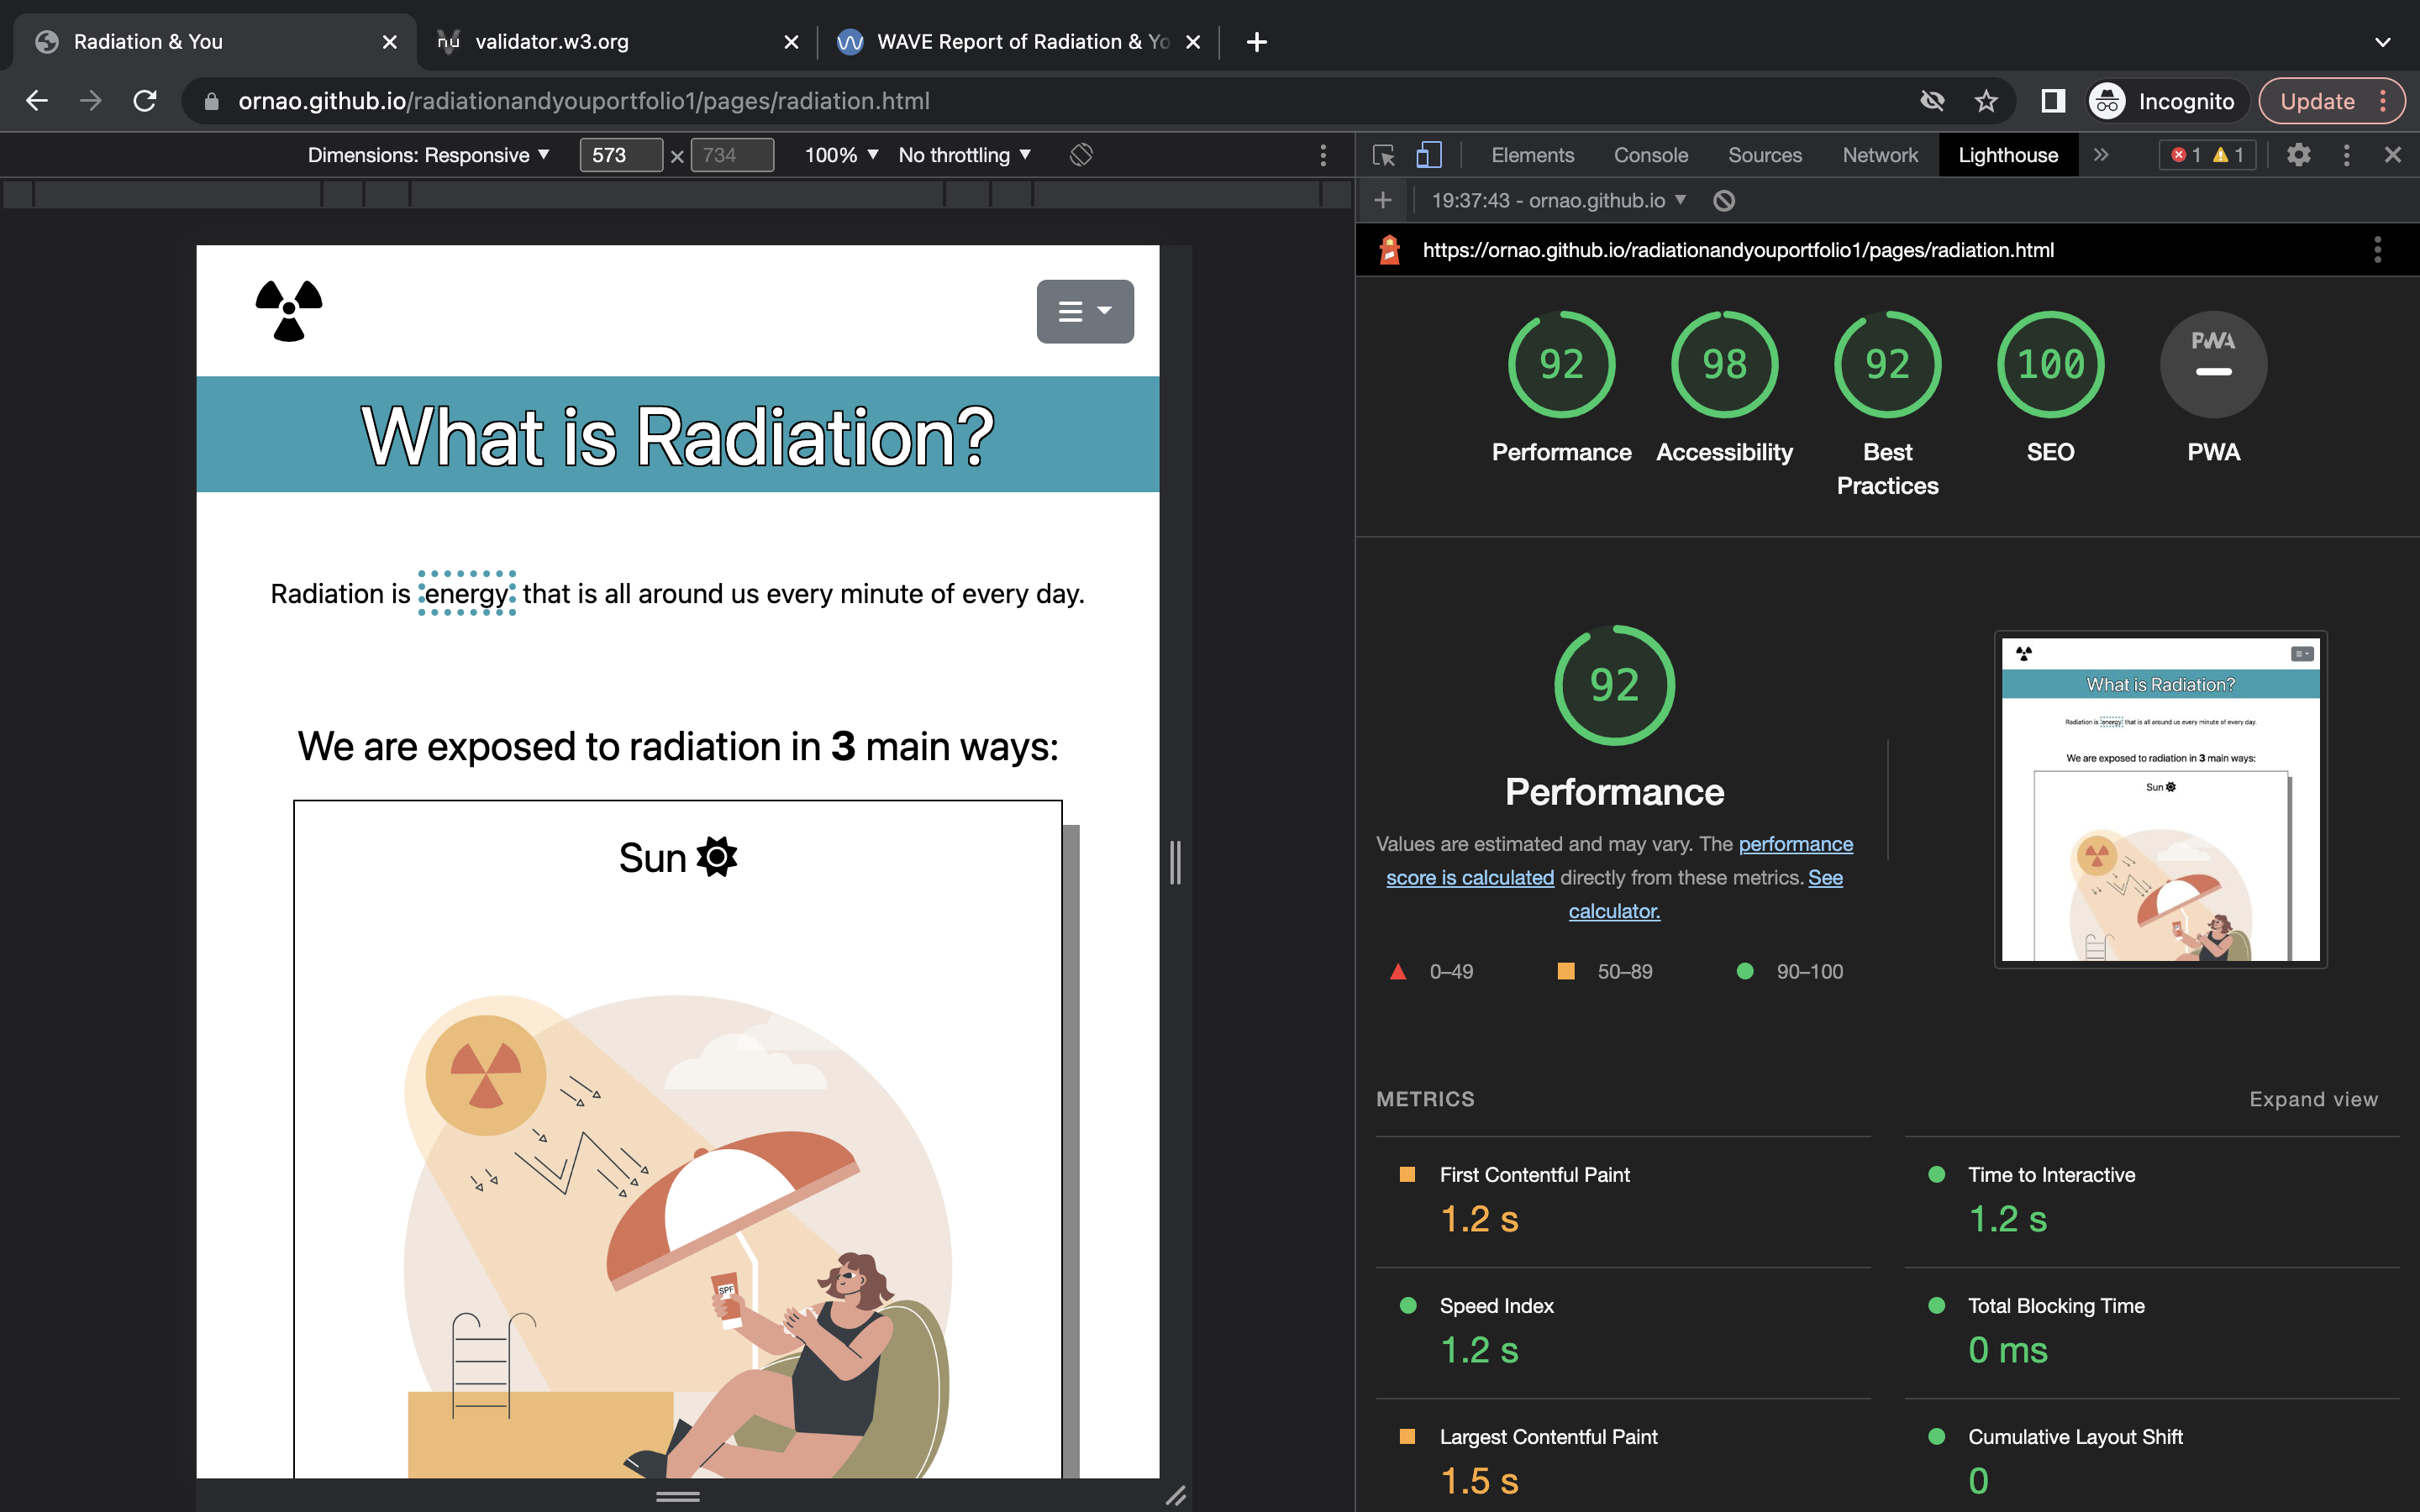 Radiation & You
validator.w3.org
WAVE Report of Radiation & Yo
ornao.github.io/radiationandyouportfolio1/pages/radiation.html
Incognito
Update
Dimensions: Responsive
573
×
734
100%
No throttling
Elements
Console
Sources
Network
Lighthouse
1
1
19:37:43 - ornao.github.io
https://ornao.github.io/radiationandyouportfolio1/pages/radiation.html
What is Radiation?
Radiation is energy that is all around us every minute of every day.
We are exposed to radiation in 3 main ways:
Sun
SPF
92
98
92
100
PWA
Performance
Accessibility
Best
Practices
SEO
PWA
92
Performance
Values are estimated and may vary. The performance
score is calculated directly from these metrics. See
calculator.
0–49
50–89
90–100
What is Radiation?
Radiation is energy that is all around us every minute of every day.
We are exposed to radiation in 3 main ways:
Sun
METRICS
Expand view
First Contentful Paint
1.2 s
Time to Interactive
1.2 s
Speed Index
1.2 s
Total Blocking Time
0 ms
Largest Contentful Paint
1.5 s
Cumulative Layout Shift
0